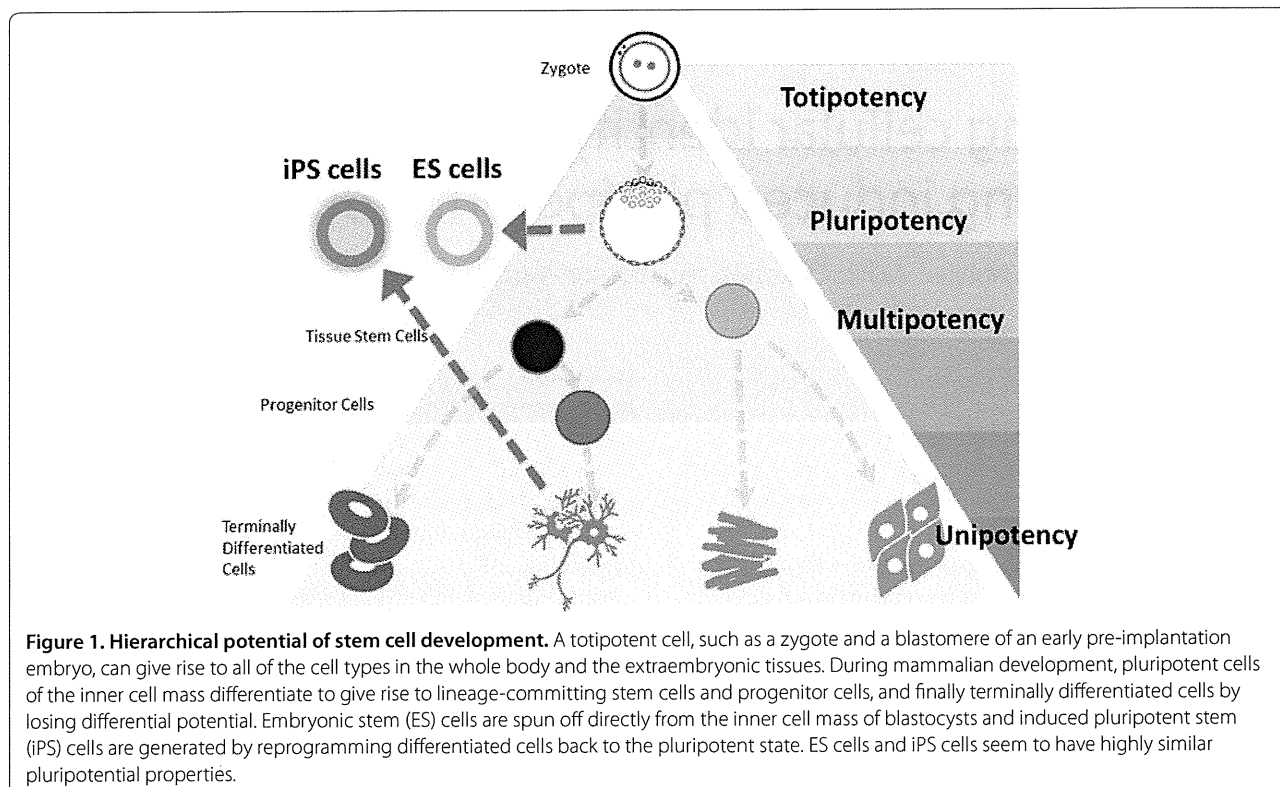 Zygote
Totipotency
iPS cells ES cells
Pluripotency
Multipotency
Tissue Stem Cells
Progenitor Cells
Terminally
Differentiated
Cells
Unipotency
Figure 1. Hierarchical potential of stem cell development. A totipotent cell, such as a zygote and a blastomere of an early pre-implantation
embryo, can give rise to all of the cell types in the whole body and the extraembryonic tissues. During mammalian development, pluripotent cells
of the inner cell mass differentiate to give rise to lineage-committing stem cells and progenitor cells, and finally terminally differentiated cells by
losing differential potential. Embryonic stem (ES) cells are spun off directly from the inner cell mass of blastocysts and induced pluripotent stem
(iPS) cells are generated by reprogramming differentiated cells back to the pluripotent state. ES cells and iPS cells seem to have highly similar
pluripotential properties.